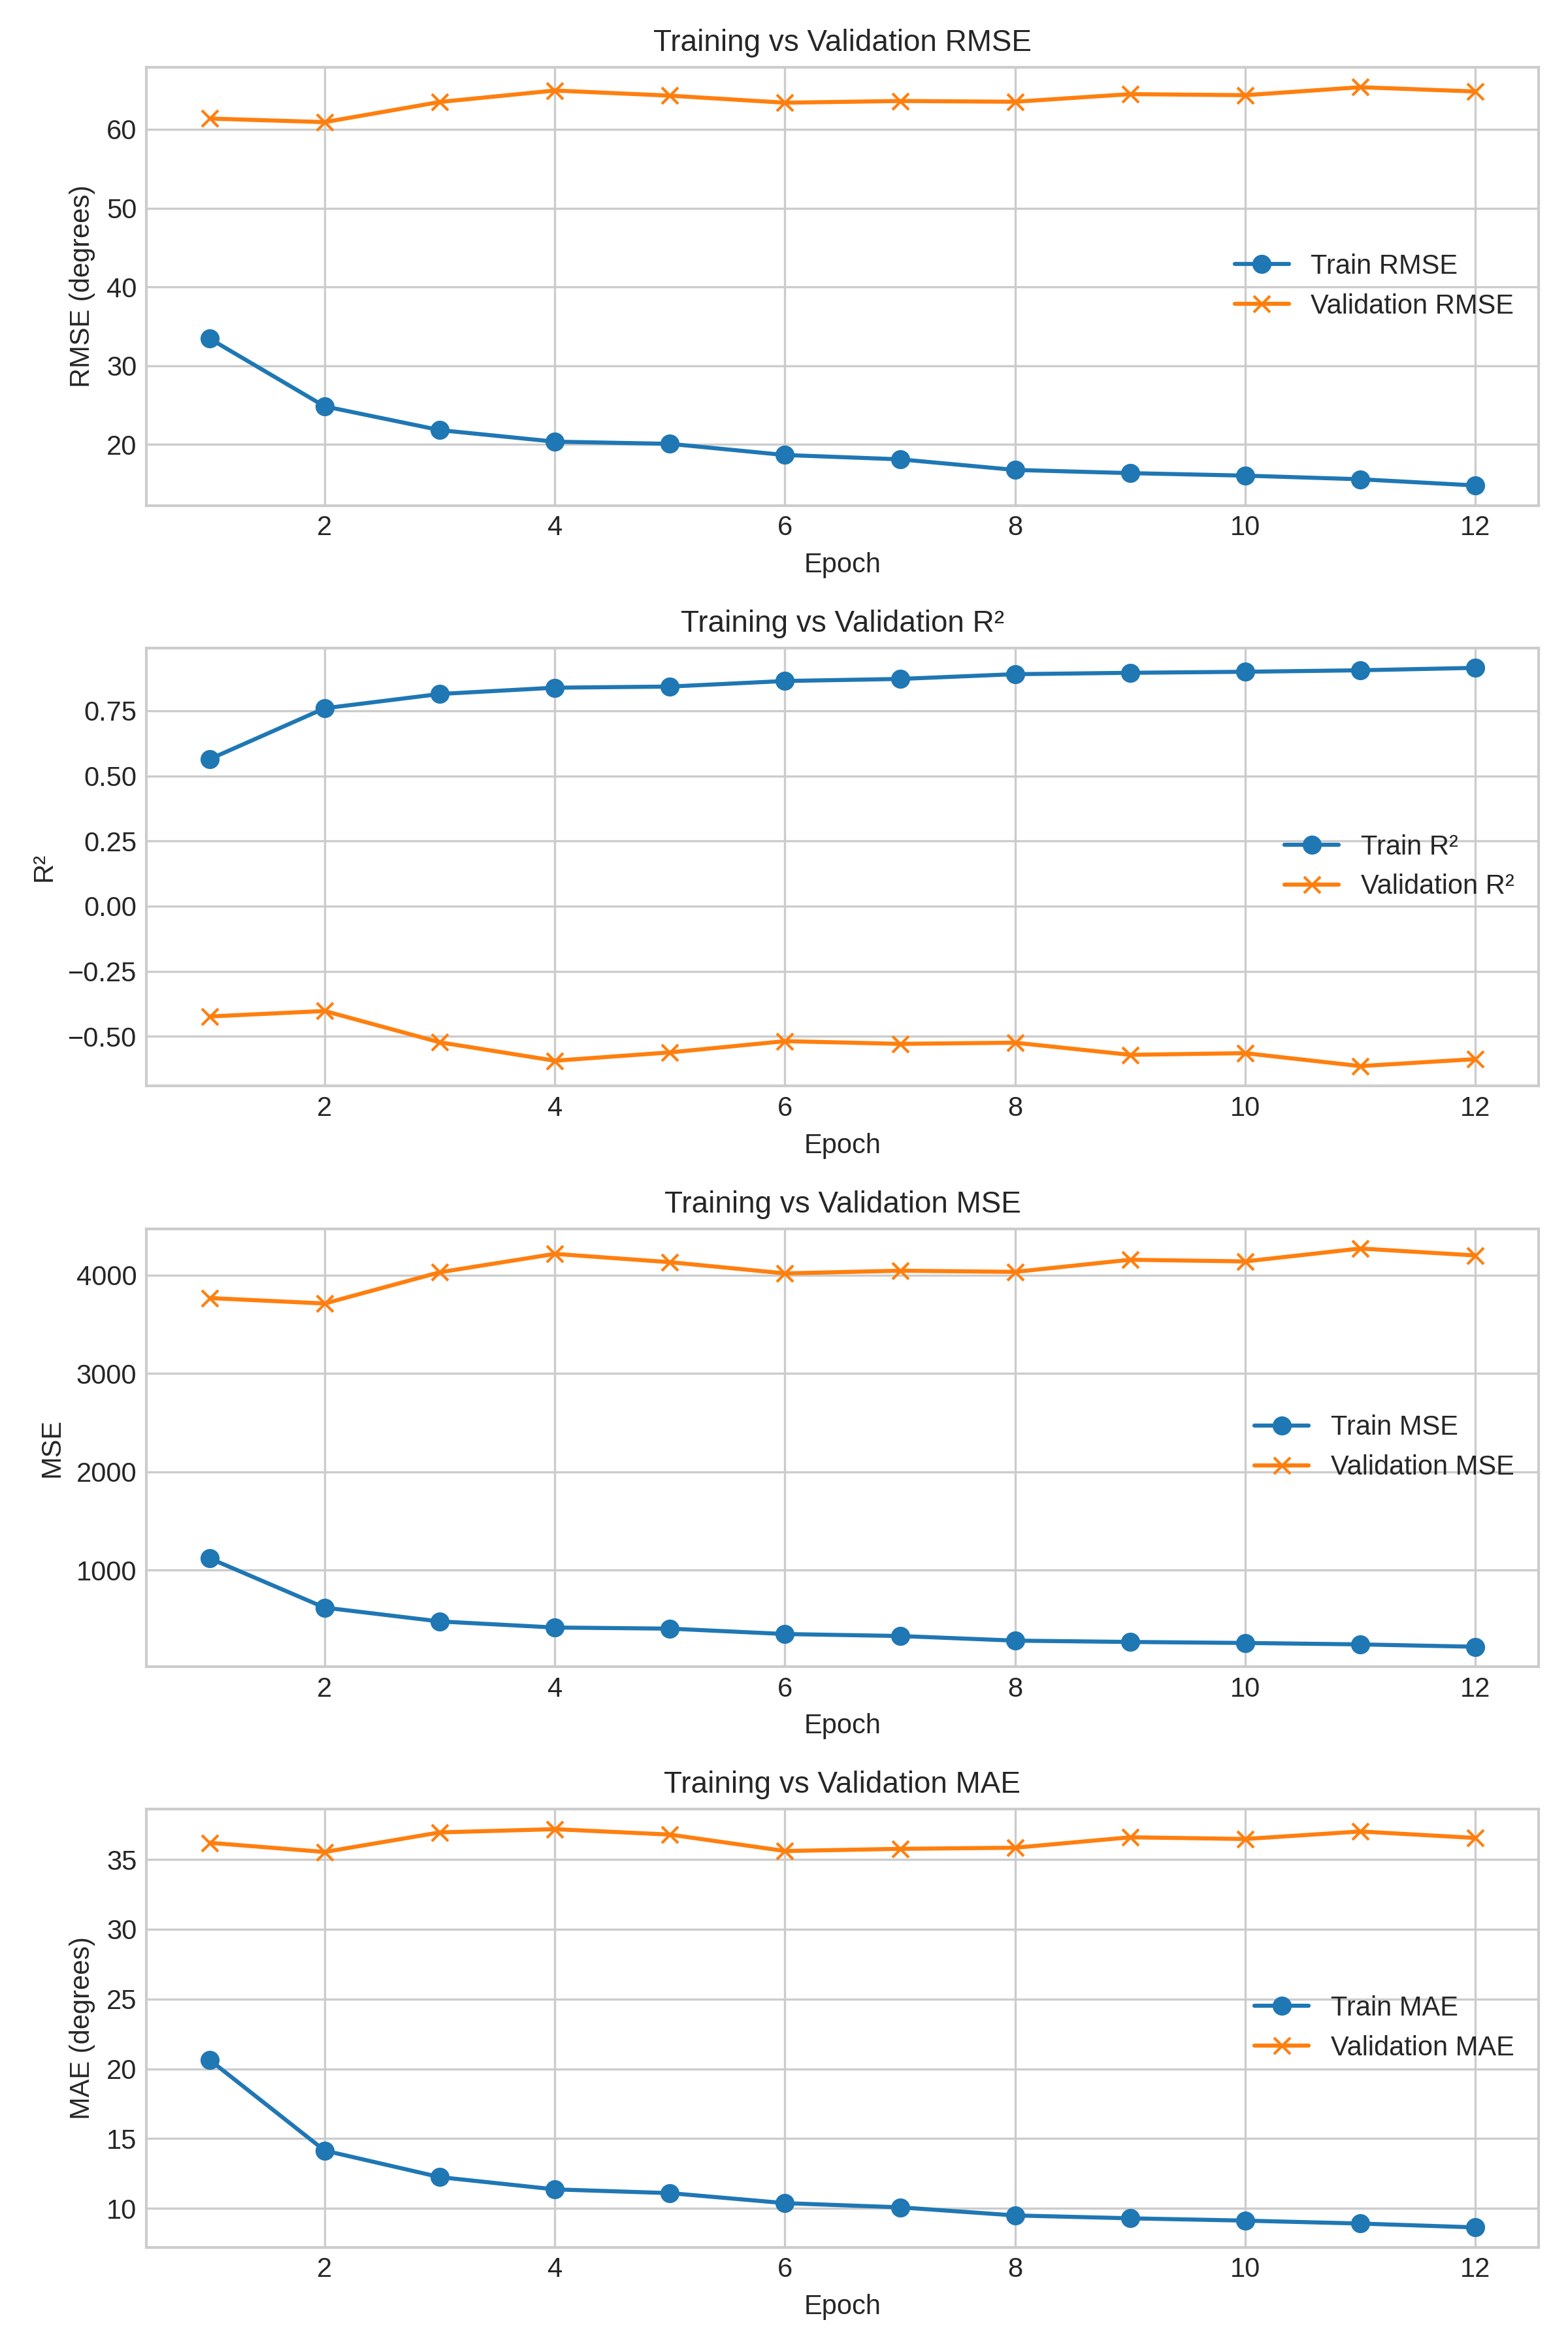 Training vs Validation RMSE
RMSE (degrees)
60
50
40
30
20
Train RMSE
Validation RMSE
2 4 6 8 10 12
Epoch
Training vs Validation R²
R²
0.75
0.50
0.25
0.00
−0.25
−0.50
Train R²
Validation R²
2 4 6 8 10 12
Epoch
Training vs Validation MSE
MSE
4000
3000
2000
1000
Train MSE
Validation MSE
2 4 6 8 10 12
Epoch
Training vs Validation MAE
MAE (degrees)
35
30
25
20
15
10
Train MAE
Validation MAE
2 4 6 8 10 12
Epoch